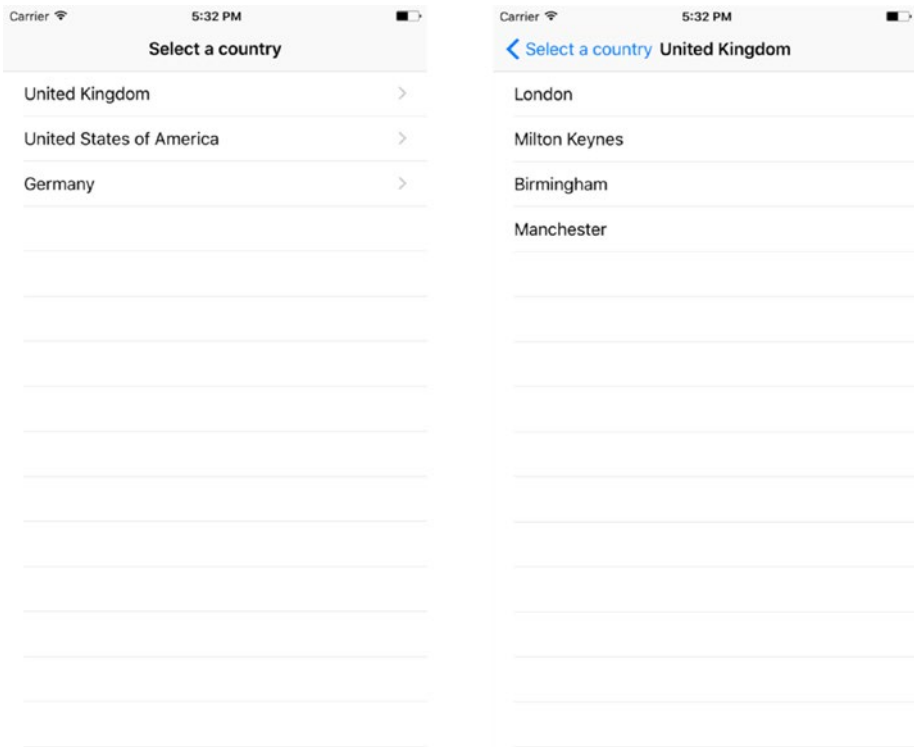 Carrier 5:32 PM
Select a country
United Kingdom
United States of America
Germany
Carrier 5:32 PM
Select a country United Kingdom
London
Milton Keynes
Birmingham
Manchester